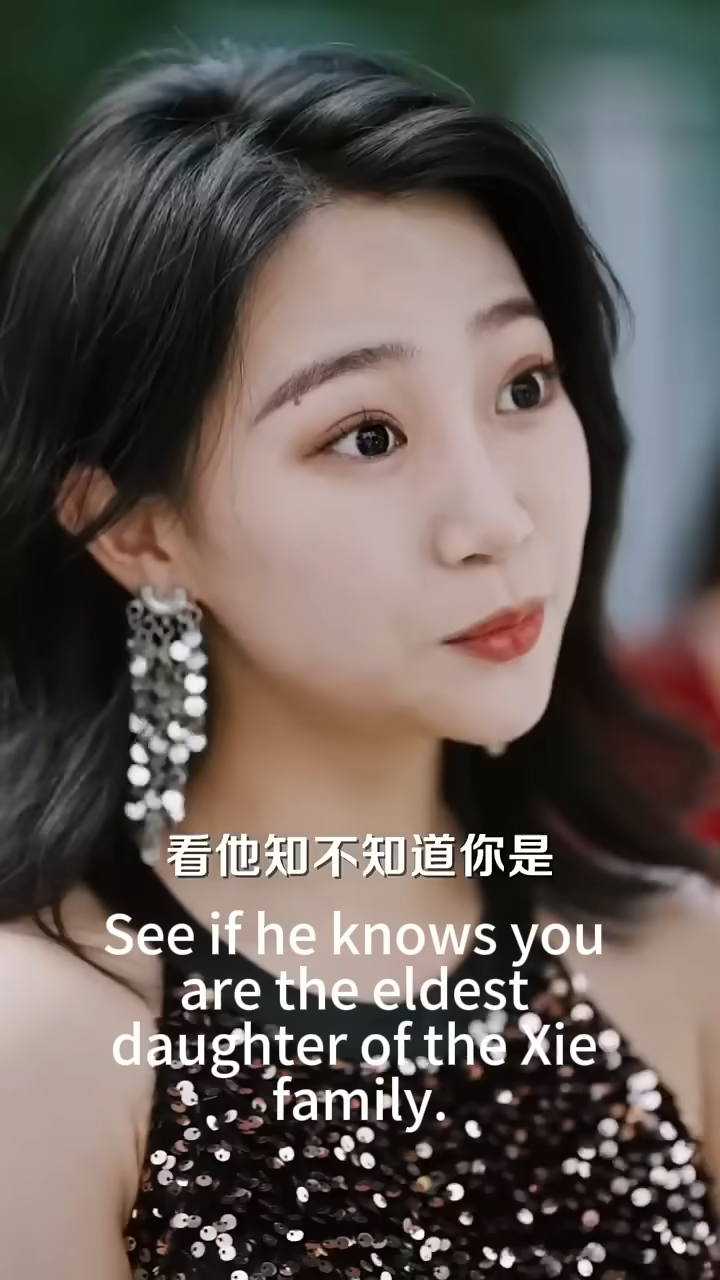 看他知不知道你是
See if he knows you
are the eldest
daughter of the Xie
family.